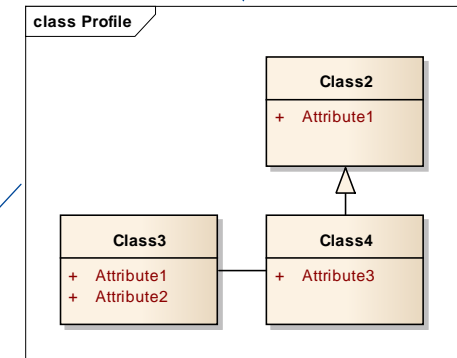 class Profile
Class2
+ Attribute1
Class3
+ Attribute1
+ Attribute2
Class4
+ Attribute3